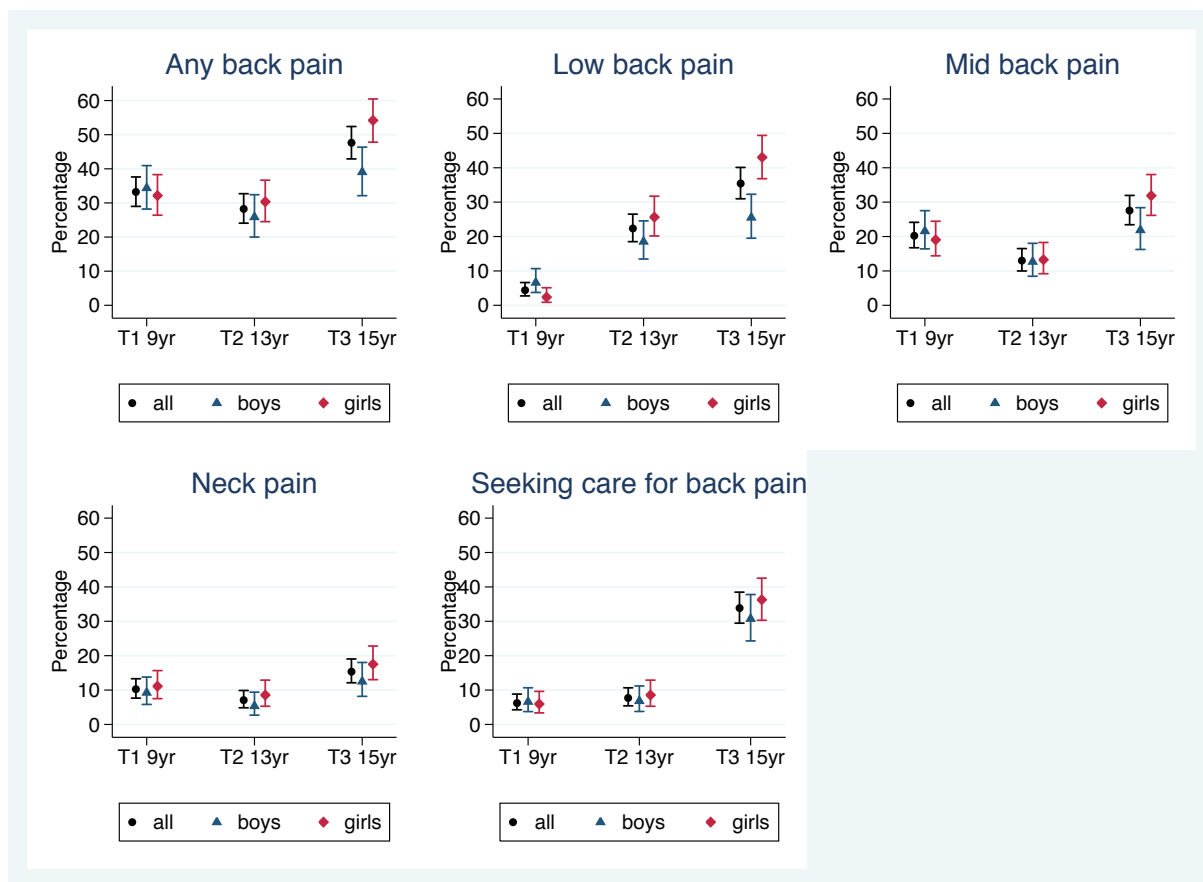 Any back pain
60
50
40
30
20
10
0
Percentage
T1 9yr T2 13yr T3 15yr
all boys girls
Low back pain
60
50
40
30
20
10
0
Percentage
T1 9yr T2 13yr T3 15yr
all boys girls
Mid back pain
60
50
40
30
20
10
0
Percentage
T1 9yr T2 13yr T3 15yr
all boys girls
Neck pain
60
50
40
30
20
10
0
Percentage
T1 9yr T2 13yr T3 15yr
all boys girls
Seeking care for back pain
60
50
40
30
20
10
0
Percentage
T1 9yr T2 13yr T3 15yr
all boys girls